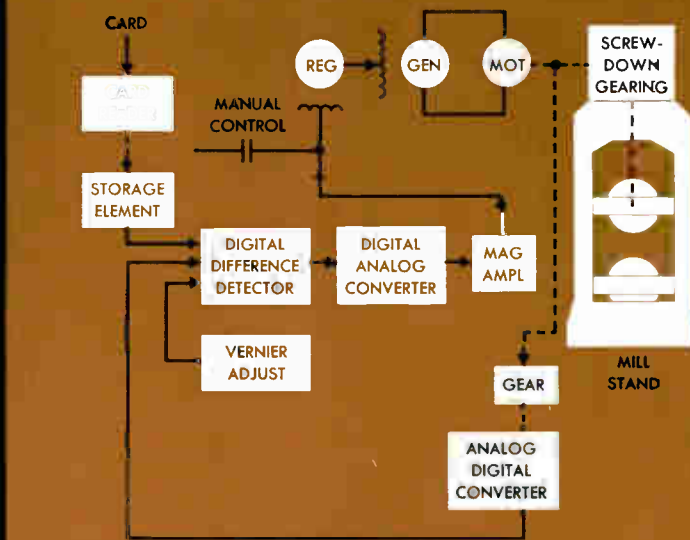 CARD
STORAGE
ELEMENT
MANUAL
CONTROL
REG
GEN
MOT
SCREW-
DOWN
GEARING
DIGITAL
DIFFERENCE
DETECTOR
DIGITAL
ANALOG
CONVERTER
MAG
AMPL
VERNIER
ADJUST
GEAR
ANALOG
DIGITAL
CONVERTER
MILL
STAND